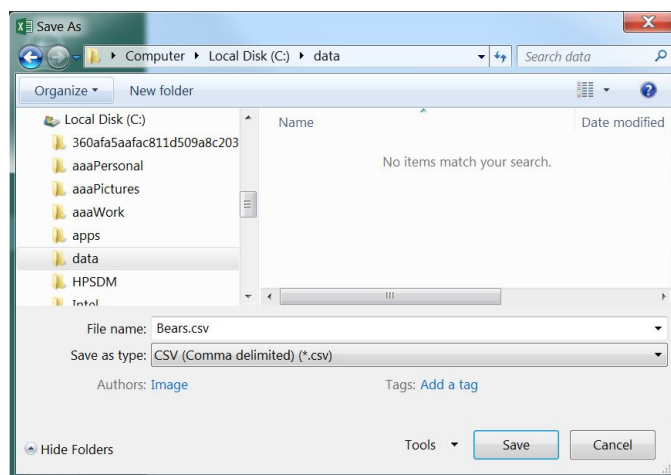 Save As
Computer Local Disk (C:) data
Search data
Organize New folder
Local Disk (C:)
360afa5aafac811d509a8c203
aaaPersonal
aaaPictures
aaaWork
apps
data
HPSDM
Intel
Name Date modified
No items match your search.
File name: Bears.csv
Save as type: CSV (Comma delimited) (*.csv)
Authors: Image Tags: Add a tag
Hide Folders Tools Save Cancel